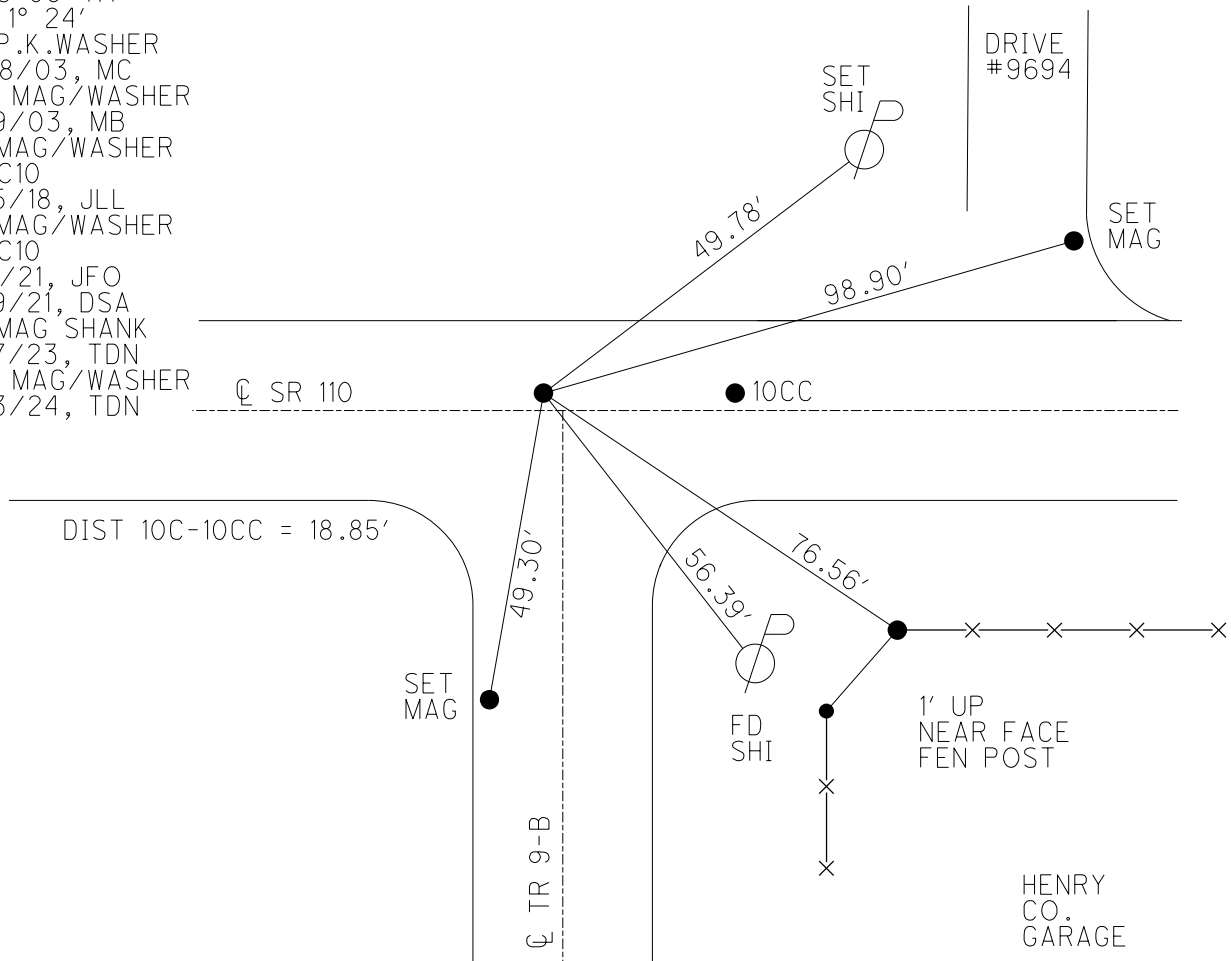 1° 24′
P.K.WASHER
8/03, MC
MAG/WASHER
9/03, MB
MAG/WASHER
C10
5/18, JLL
MAG/WASHER
C10
/21, JFO
9/21, DSA
MAG SHANK
7/23, TDN
MAG/WASHER
3/24, TDN
DRIVE
#9694
SET
SHI
49.78′
SET
MAG
98.90′
℄ SR 110
10CC
DIST 10C-10CC = 18.85′
49.30′
56.39′
76.56′
SET
MAG
FD
SHI
1′ UP
NEAR FACE
FEN POST
℄ TR 9-B
HENRY
CO.
GARAGE